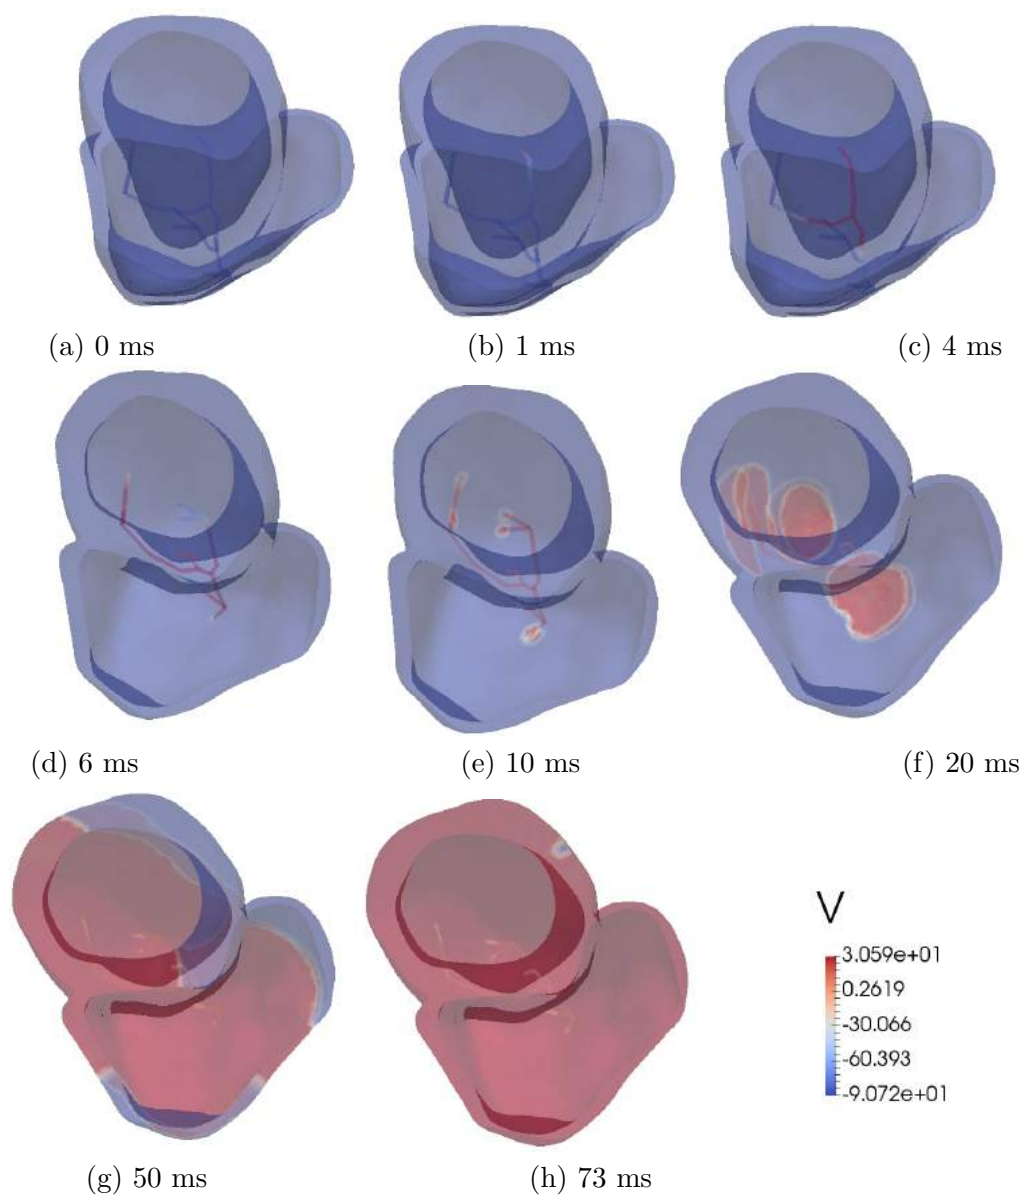 (a) 0 ms
(b) 1 ms
(c) 4 ms
(d) 6 ms
(e) 10 ms
(f) 20 ms
V
3.059e+01
0.2619
-30.066
-60.393
-9.072e+01
(g) 50 ms
(h) 73 ms